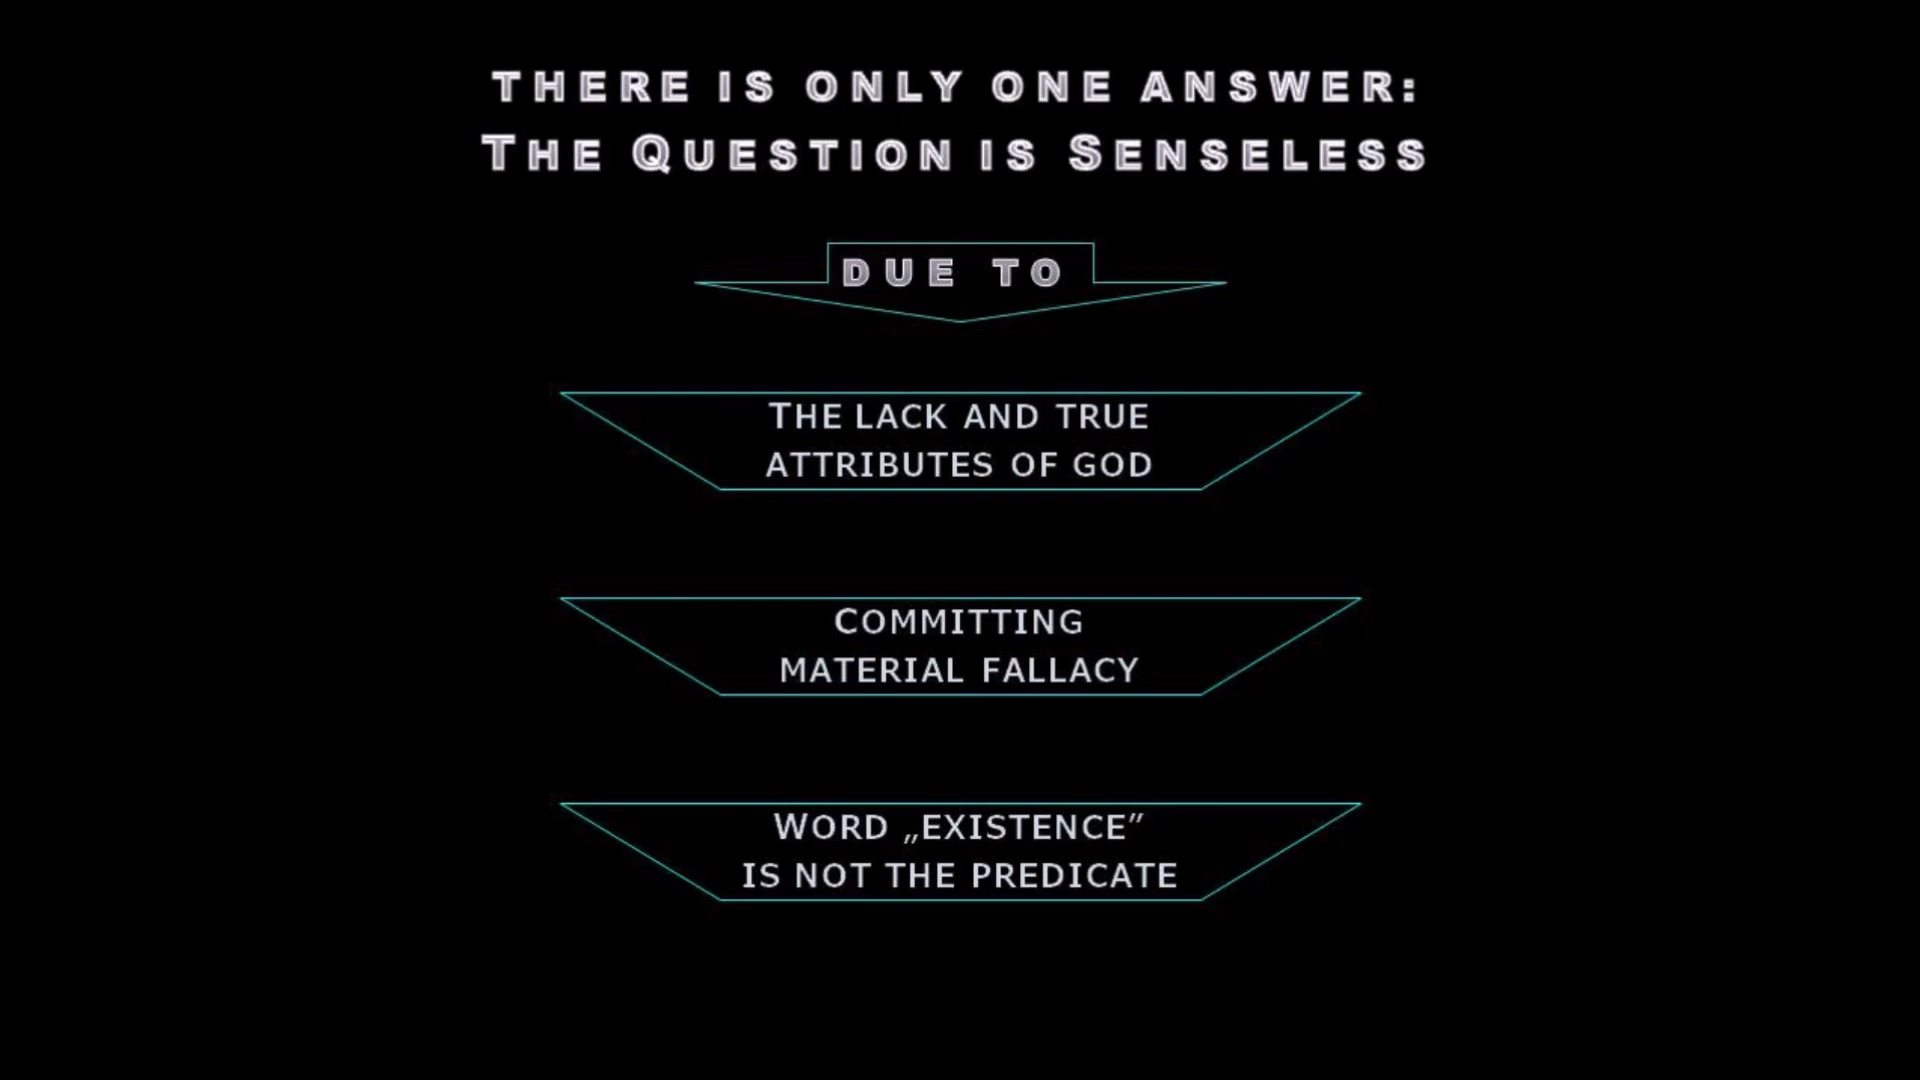 THERE IS ONLY ONE ANSWER:
THE QUESTION IS SENSELESS
DUE TO
THE LACK AND TRUE
ATTRIBUTES OF GOD
COMMITTING
MATERIAL FALLACY
WORD „EXISTENCE”
IS NOT THE PREDICATE